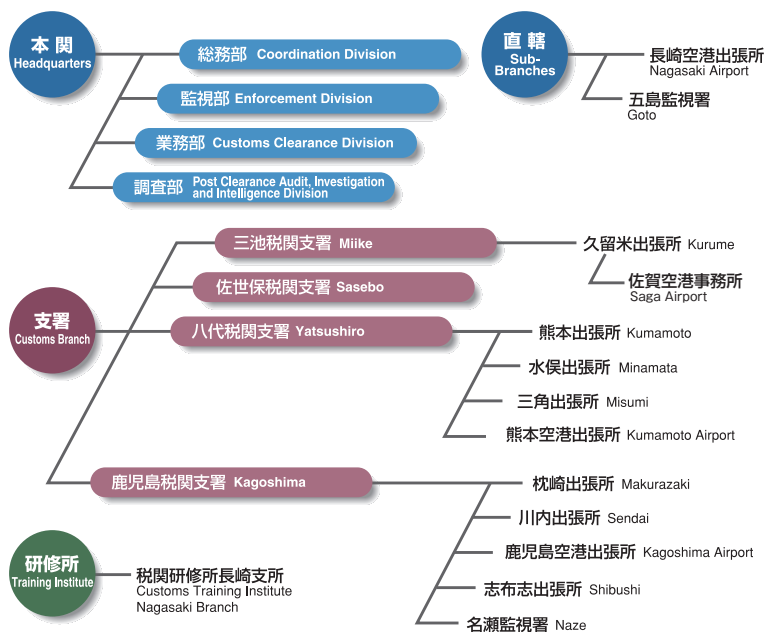 本関
Headquarters
総務部 Coordination Division
監視部 Enforcement Division
業務部 Customs Clearance Division
調査部 Post Clearance Audit, Investigation
and Intelligence Division
直轄
Sub-
Branches
長崎空港出張所
Nagasaki Airport
五島監視署
Goto
支署
Customs Branch
三池税関支署 Miike
久留米出張所 Kurume
佐賀空港事務所
Saga Airport
佐世保税関支署 Sasebo
八代税関支署 Yatsushiro
熊本出張所 Kumamoto
水俣出張所 Minamata
三角出張所 Misumi
熊本空港出張所 Kumamoto Airport
鹿児島税関支署 Kagoshima
枕崎出張所 Makurazaki
川内出張所 Sendai
鹿児島空港出張所 Kagoshima Airport
志布志出張所 Shibushi
名瀬監視署 Naze
研修所
Training Institute
税関研修所長崎支所
Customs Training Institute
Nagasaki Branch